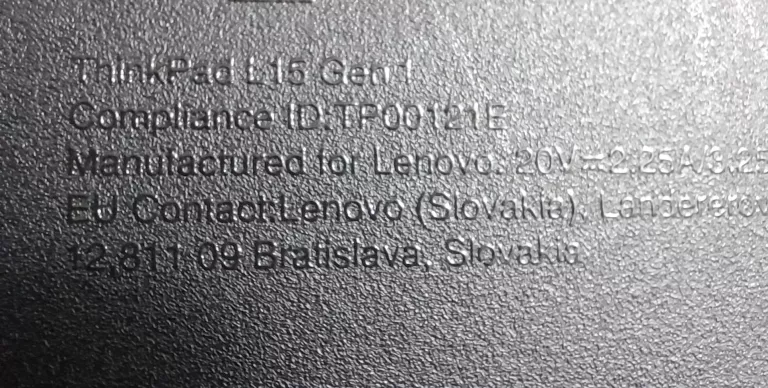 ThinkPad L15 Gen 1
Compliance ID:TP00121E
Manufactured for Lenovo. 20V⎓2.25A/3.25
EU Contact:Lenovo (Slovakia), Landererov
12,811 09 Bratislava, Slovakia